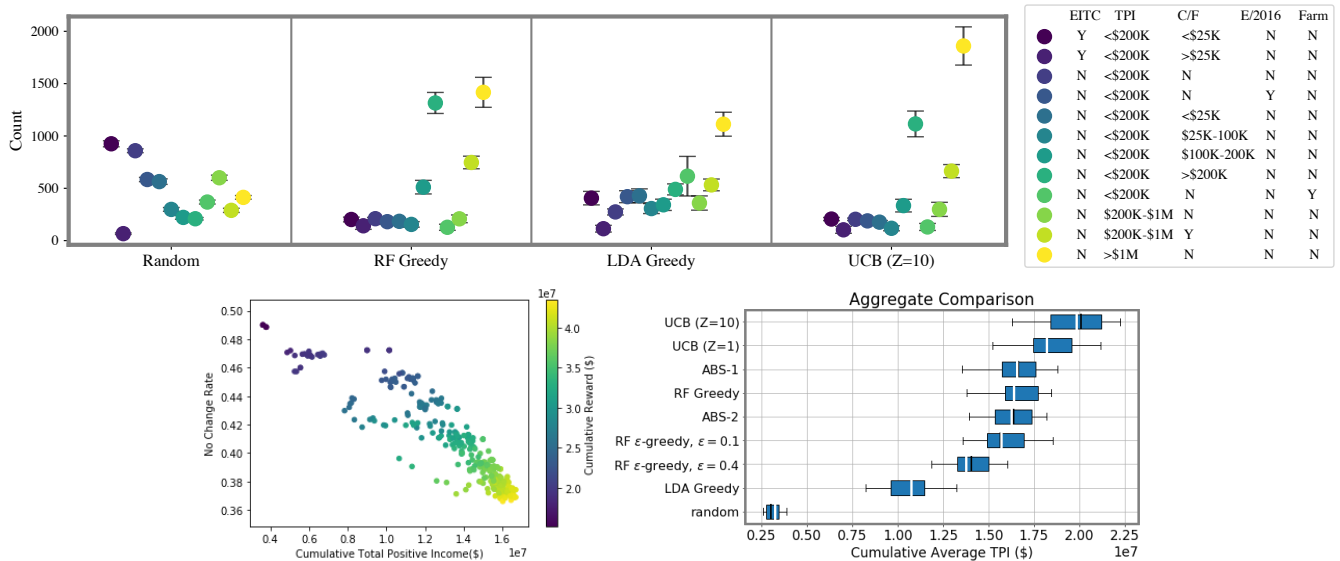 EITC TPI C/F E/2016 Farm
Y <$200K <$25K N N
Y <$200K >$25K N N
N <$200K N N N
N <$200K N Y N
N <$200K <$25K N N
N <$200K $25K-100K N N
N <$200K $100K-200K N N
N <$200K >$200K N N
N <$200K N N Y
N $200K-$1M N N N
N $200K-$1M Y N N
N >$1M N N N
Count
2000
1500
1000
500
0
Random RF Greedy LDA Greedy UCB (Z=10)
No Change Rate
0.50
0.48
0.46
0.44
0.42
0.40
0.38
0.36
0.4 0.6 0.8 1.0 1.2 1.4 1.6
1e7
Cumulative Total Positive Income($)
1e7
4.0
3.5
3.0
2.5
2.0
Cumulative Reward ($)
Aggregate Comparison
UCB (Z=10)
UCB (Z=1)
ABS-1
RF Greedy
ABS-2
RF ε-greedy, ε = 0.1
RF ε-greedy, ε = 0.4
LDA Greedy
random
0.25 0.50 0.75 1.00 1.25 1.50 1.75 2.00 2.25
1e7
Cumulative Average TPI ($)